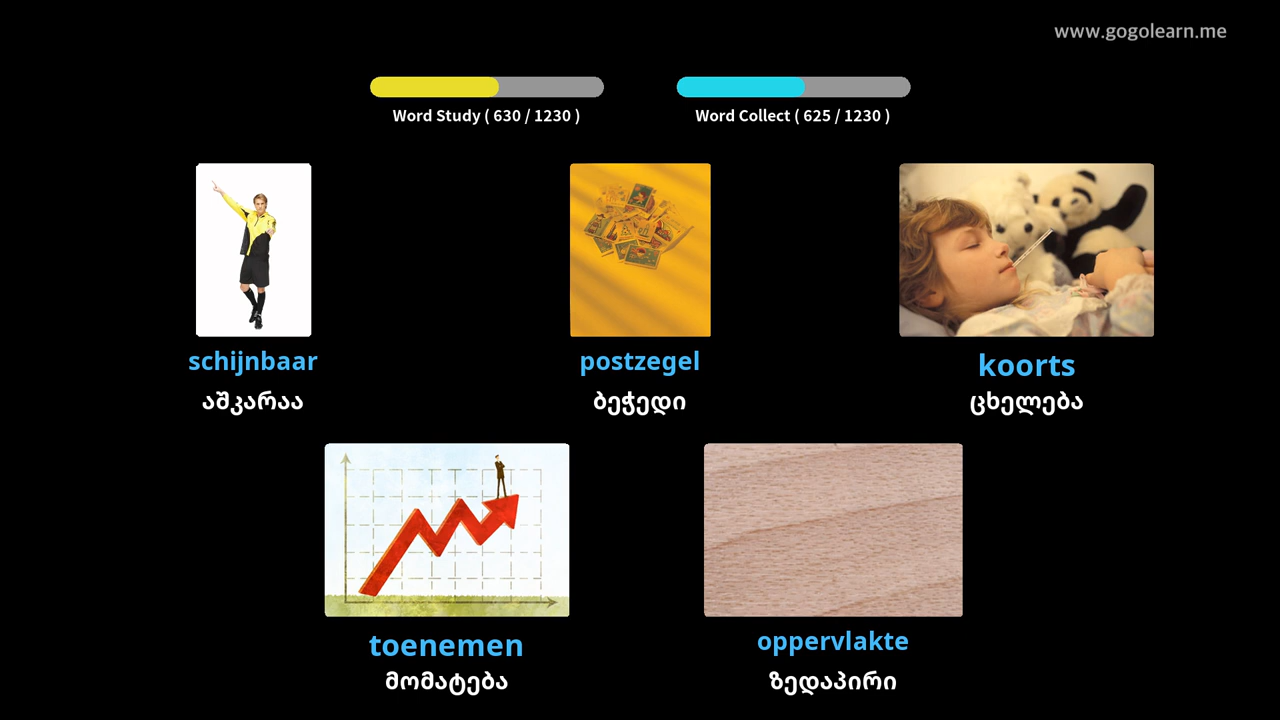 www.gogolearn.me
Word Study ( 630 / 1230 )
Word Collect ( 625 / 1230 )
schijnbaar
აშკარაა
postzegel
ბეჭედი
koorts
ცხელება
toenemen
მომატება
oppervlakte
ზედაპირი